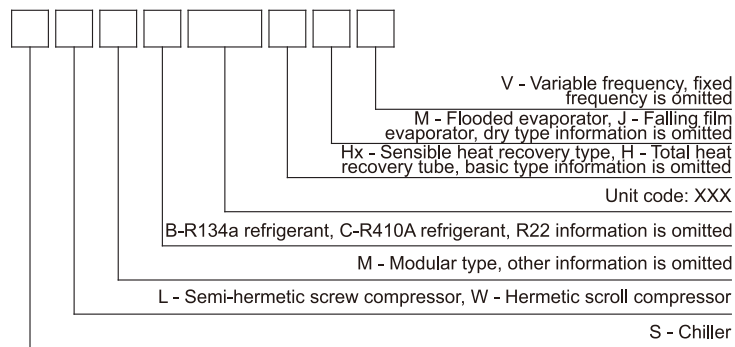 V - Variable frequency, fixed
frequency is omitted
M - Flooded evaporator, J - Falling film
evaporator, dry type information is omitted
Hx - Sensible heat recovery type, H - Total heat
recovery tube, basic type information is omitted
Unit code: XXX
B-R134a refrigerant, C-R410A refrigerant, R22 information is omitted
M - Modular type, other information is omitted
L - Semi-hermetic screw compressor, W - Hermetic scroll compressor
S - Chiller